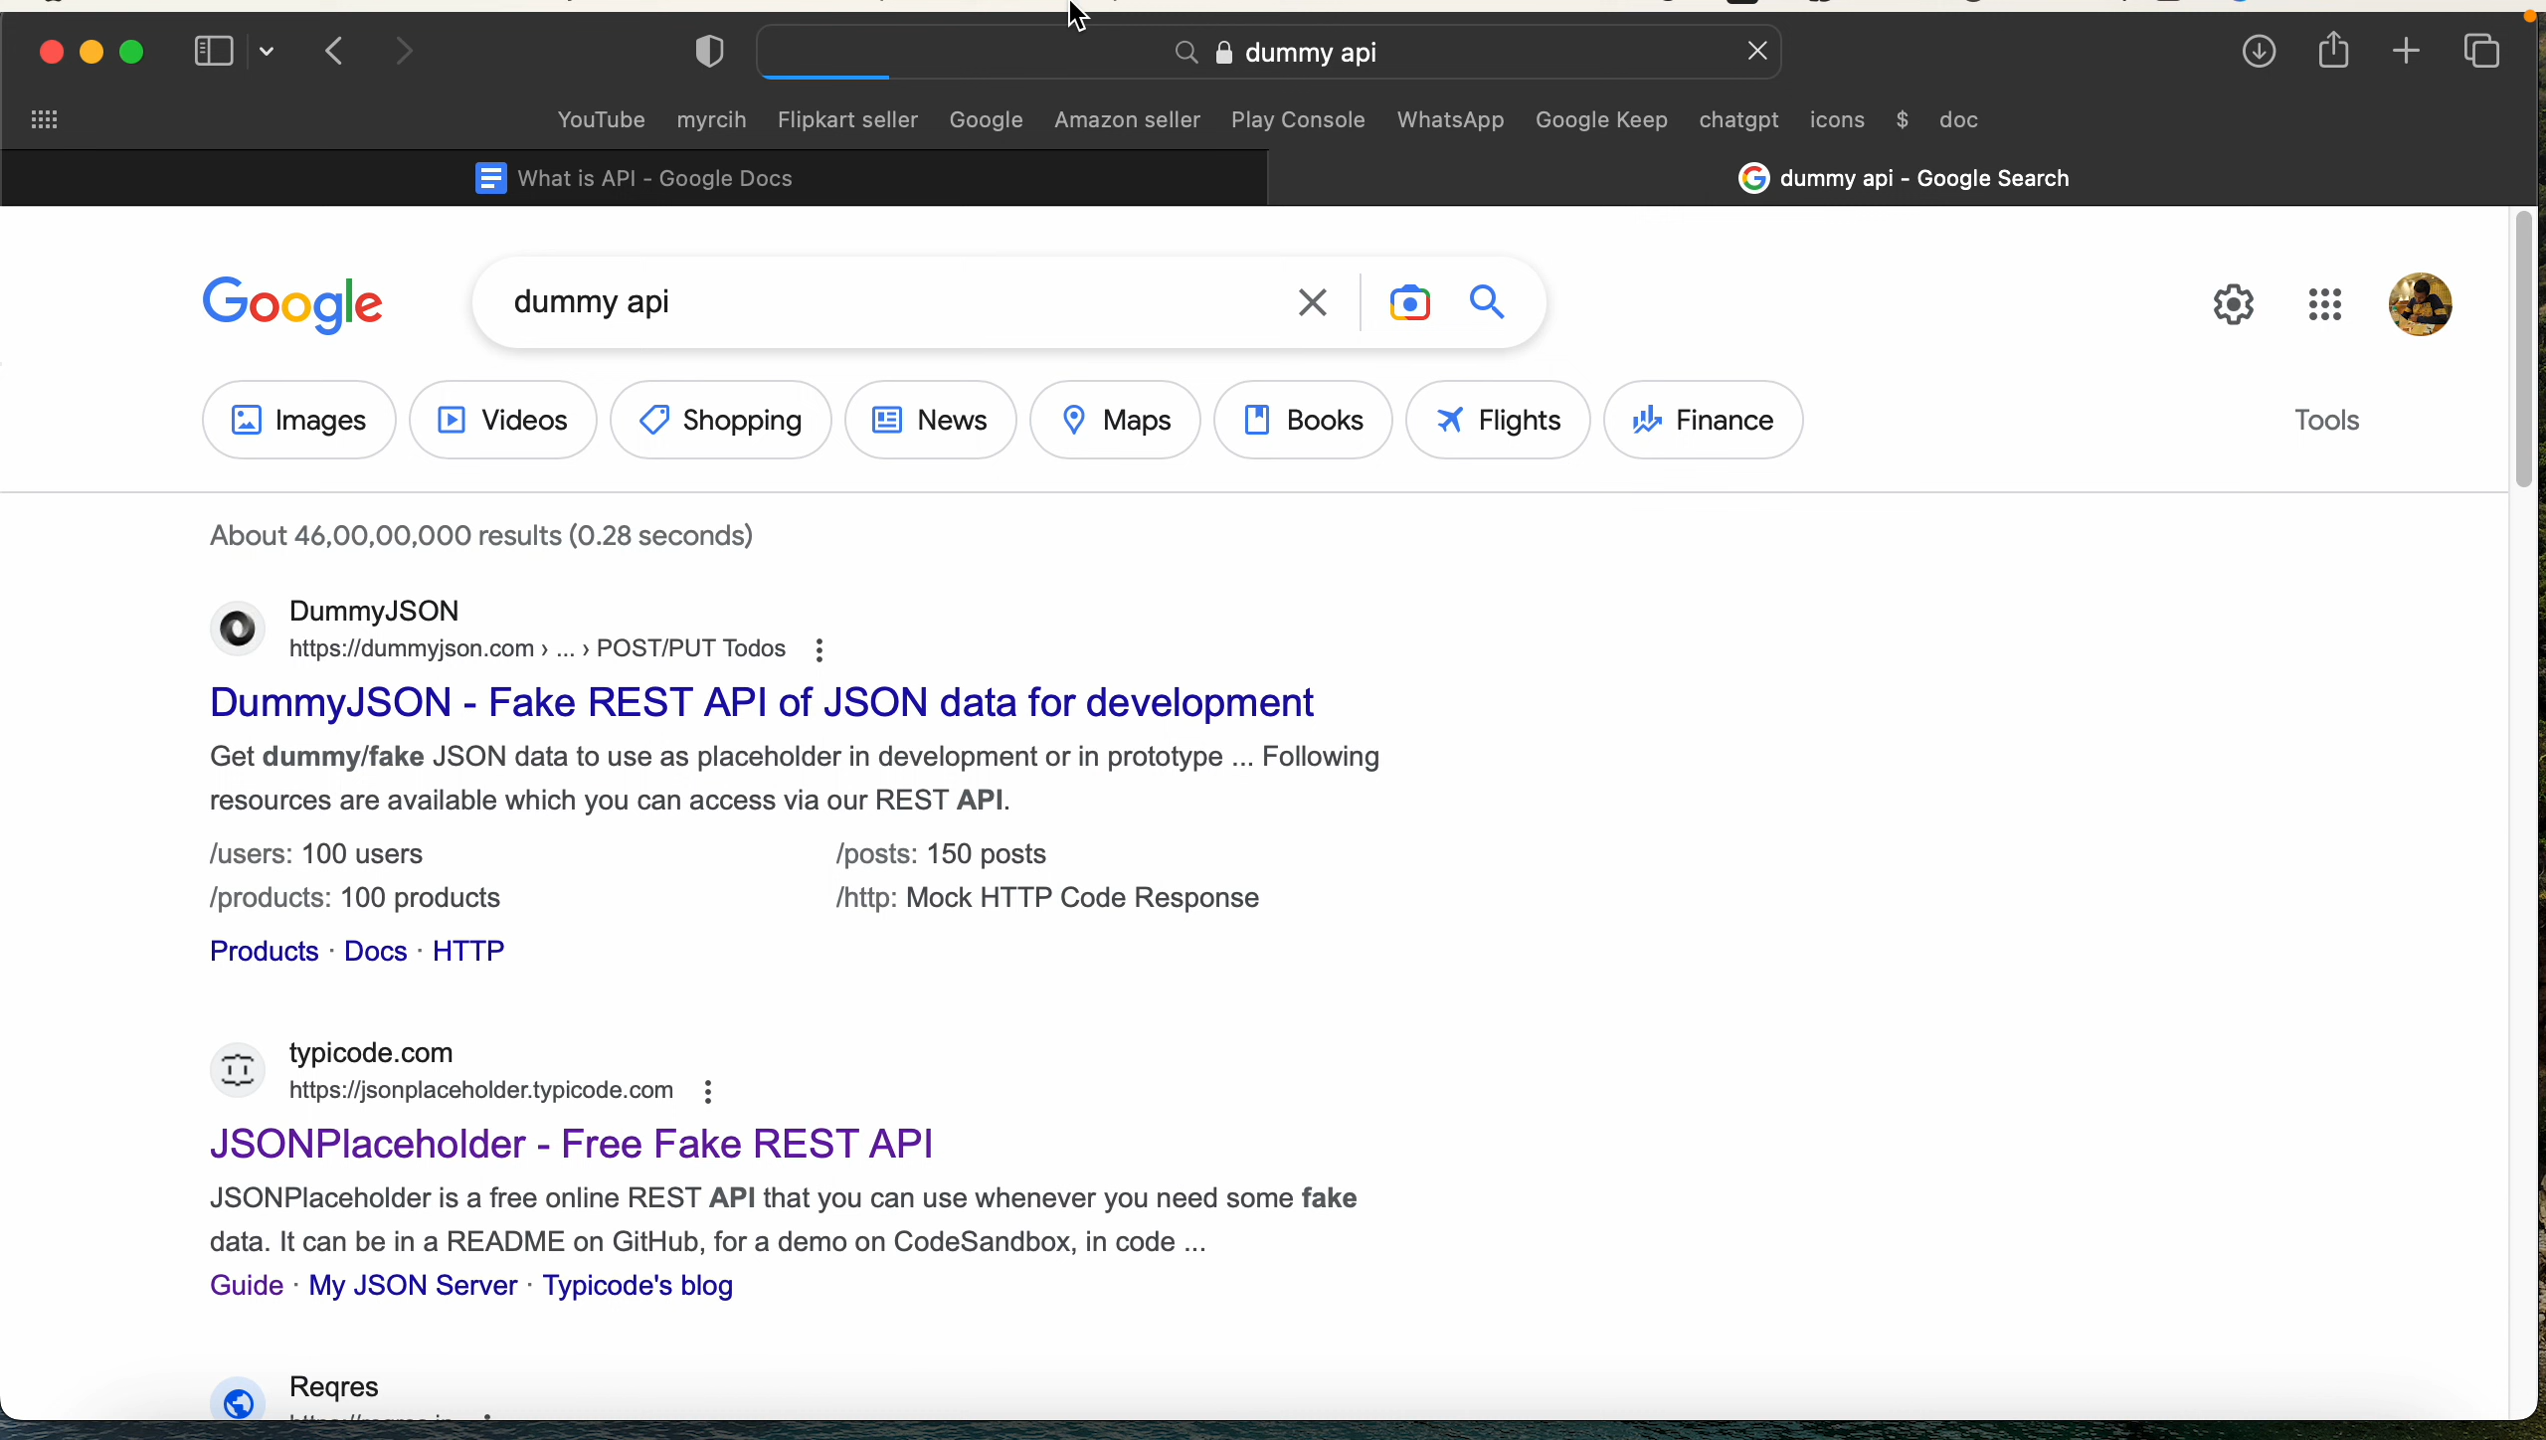 dummy api
YouTube myrcih Flipkart seller Google Amazon seller Play Console WhatsApp Google Keep chatgpt icons $ doc
What is API - Google Docs
dummy api - Google Search
Google
dummy api
Images Videos Shopping News Maps Books Flights Finance Tools
About 46,00,00,000 results (0.28 seconds)
DummyJSON
https://dummyjson.com › ... › POST/PUT Todos
DummyJSON - Fake REST API of JSON data for development
Get dummy/fake JSON data to use as placeholder in development or in prototype ... Following
resources are available which you can access via our REST API.
/users: 100 users /posts: 150 posts
/products: 100 products /http: Mock HTTP Code Response
Products · Docs · HTTP
typicode.com
https://jsonplaceholder.typicode.com
JSONPlaceholder - Free Fake REST API
JSONPlaceholder is a free online REST API that you can use whenever you need some fake
data. It can be in a README on GitHub, for a demo on CodeSandbox, in code ...
Guide · My JSON Server · Typicode's blog
Reqres